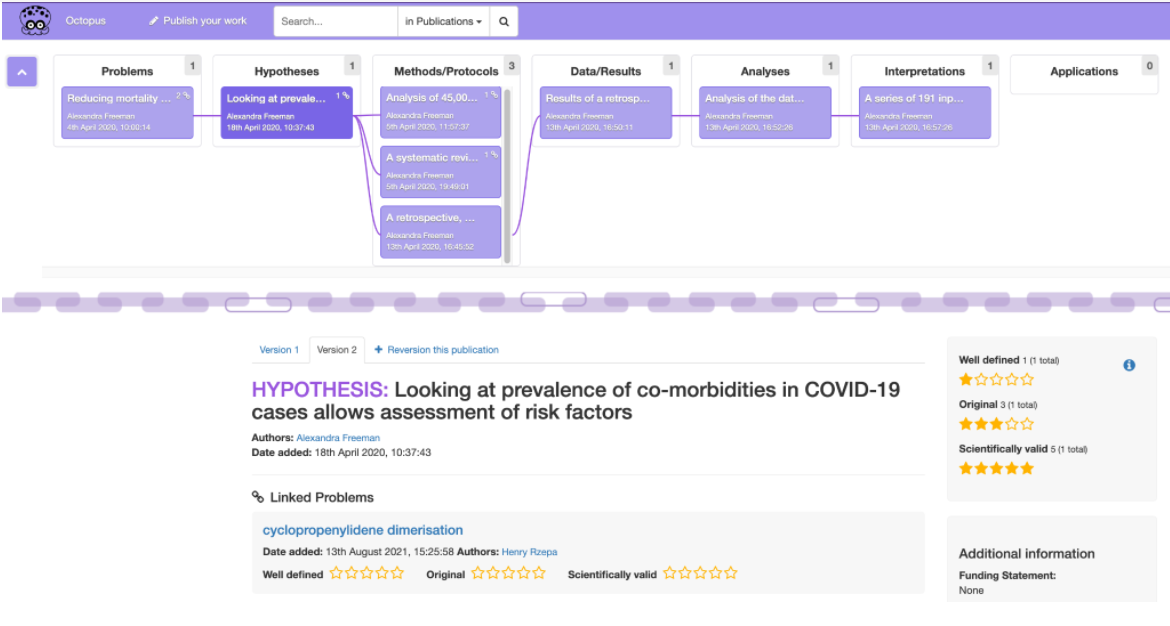 Octopus
Publish your work
Search...
in Publications
Problems 1
Hypotheses 1
Methods/Protocols 3
Data/Results 1
Analyses 1
Interpretations 1
Applications 0
Reducing mortality ... 2
Alexandra Freeman
4th April 2020, 10:00:14
Looking at prevale... 1
Alexandra Freeman
18th April 2020, 10:37:43
Analysis of 45,00... 1
Alexandra Freeman
5th April 2020, 11:57:37
A systematic revi... 1
Alexandra Freeman
5th April 2020, 19:49:01
A retrospective, ...
Alexandra Freeman
13th April 2020, 16:45:52
Results of a retrosp...
Alexandra Freeman
13th April 2020, 16:50:11
Analysis of the dat...
Alexandra Freeman
13th April 2020, 16:52:26
A series of 191 inp...
Alexandra Freeman
13th April 2020, 16:57:26
Version 1
Version 2
+ Reversion this publication
HYPOTHESIS: Looking at prevalence of co-morbidities in COVID-19
cases allows assessment of risk factors
Authors: Alexandra Freeman
Date added: 18th April 2020, 10:37:43
Linked Problems
cyclopropenylidene dimerisation
Date added: 13th August 2021, 15:25:58 Authors: Henry Rzepa
Well defined
Original
Scientifically valid
Well defined 1 (1 total)
Original 3 (1 total)
Scientifically valid 5 (1 total)
Additional information
Funding Statement:
None